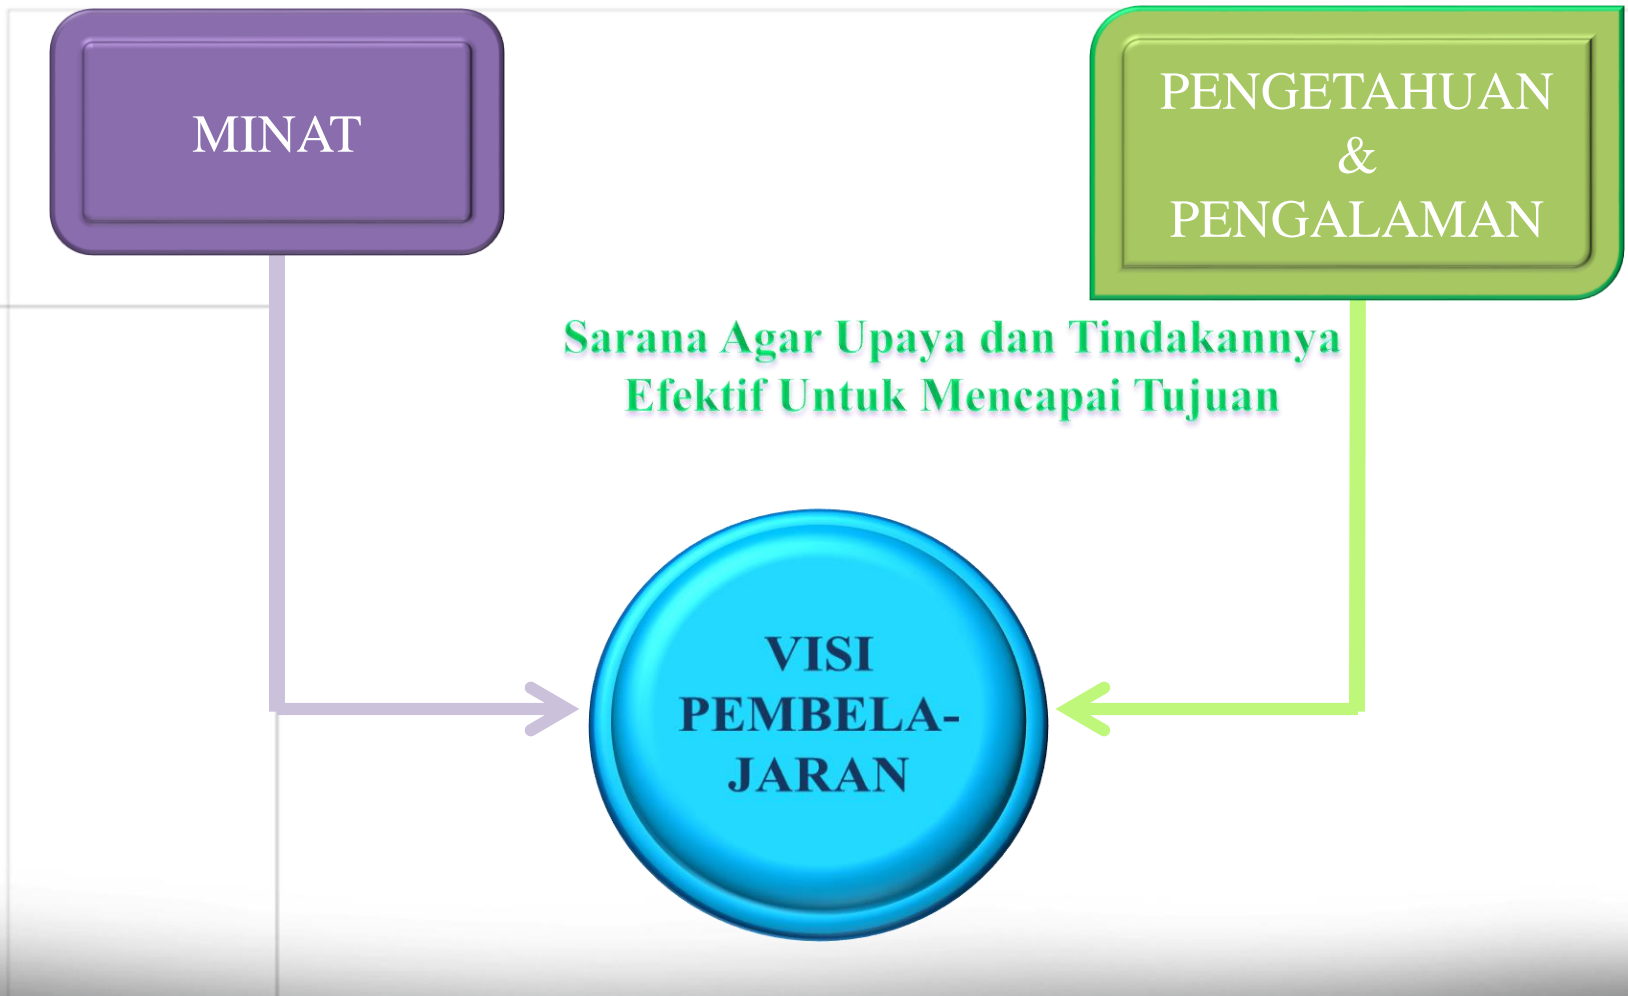 MINAT
PENGETAHUAN
&
PENGALAMAN
Sarana Agar Upaya dan Tindakannya
Efektif Untuk Mencapai Tujuan
VISI
PEMBELA-
JARAN